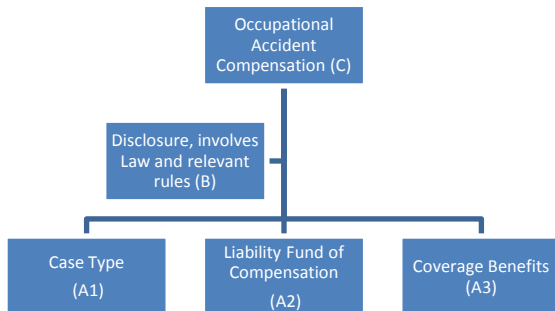 Occupational
Accident
Compensation (C)
Disclosure, involves
Law and relevant
rules (B)
Case Type
(A1)
Liability Fund of
Compensation
(A2)
Coverage Benefits
(A3)